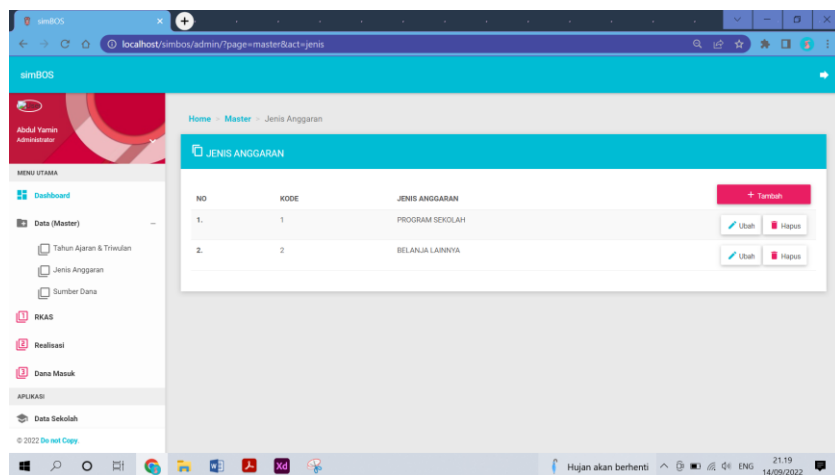 simBOS
localhost/simbos/admin/?page=master&act=jenis
simBOS
Abdul Yamin
Administrator
Home > Master > Jenis Anggaran
JENIS ANGGARAN
MENU UTAMA
Dashboard
Data (Master)
Tahun Ajaran & Triwulan
Jenis Anggaran
Sumber Dana
RKAS
Realisasi
Dana Masuk
APLIKASI
Data Sekolah
© 2022 Do not Copy.
NO KODE JENIS ANGGARAN + Tambah
1. 1 PROGRAM SEKOLAH Ubah Hapus
2. 2 BELANJA LAINNYA Ubah Hapus
Xd
Hujan akan berhenti ENG 21.19
14/09/2022